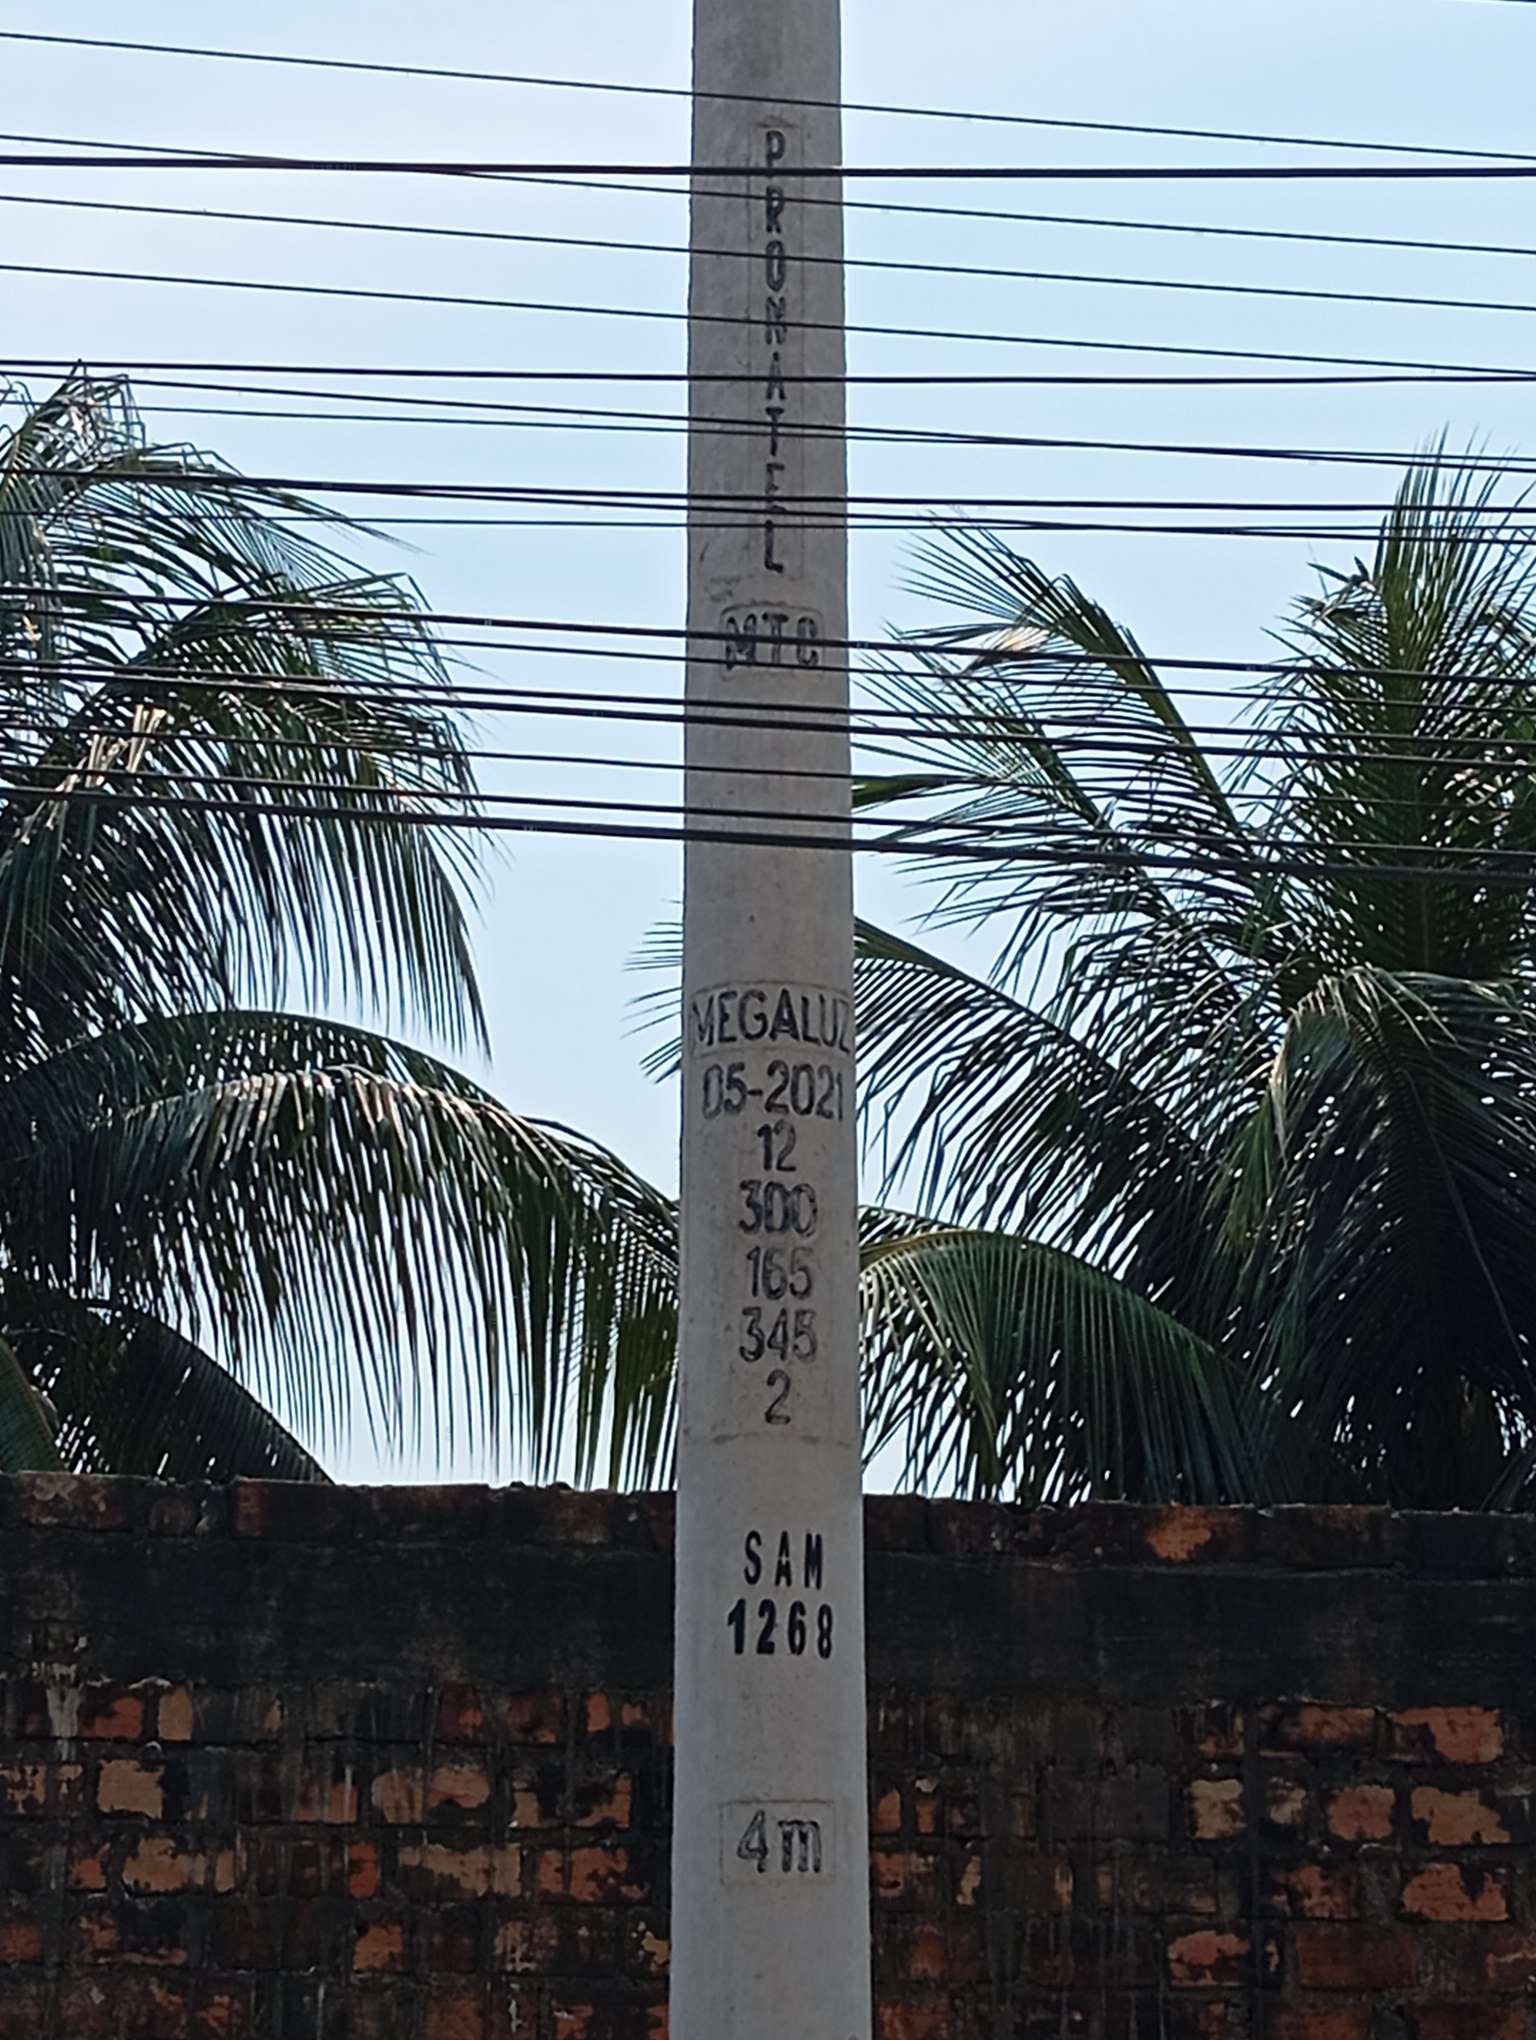 PRONATEL
MTC
MEGALUZ
05-2021
12
300
165
345
2
SAM
1268
4m